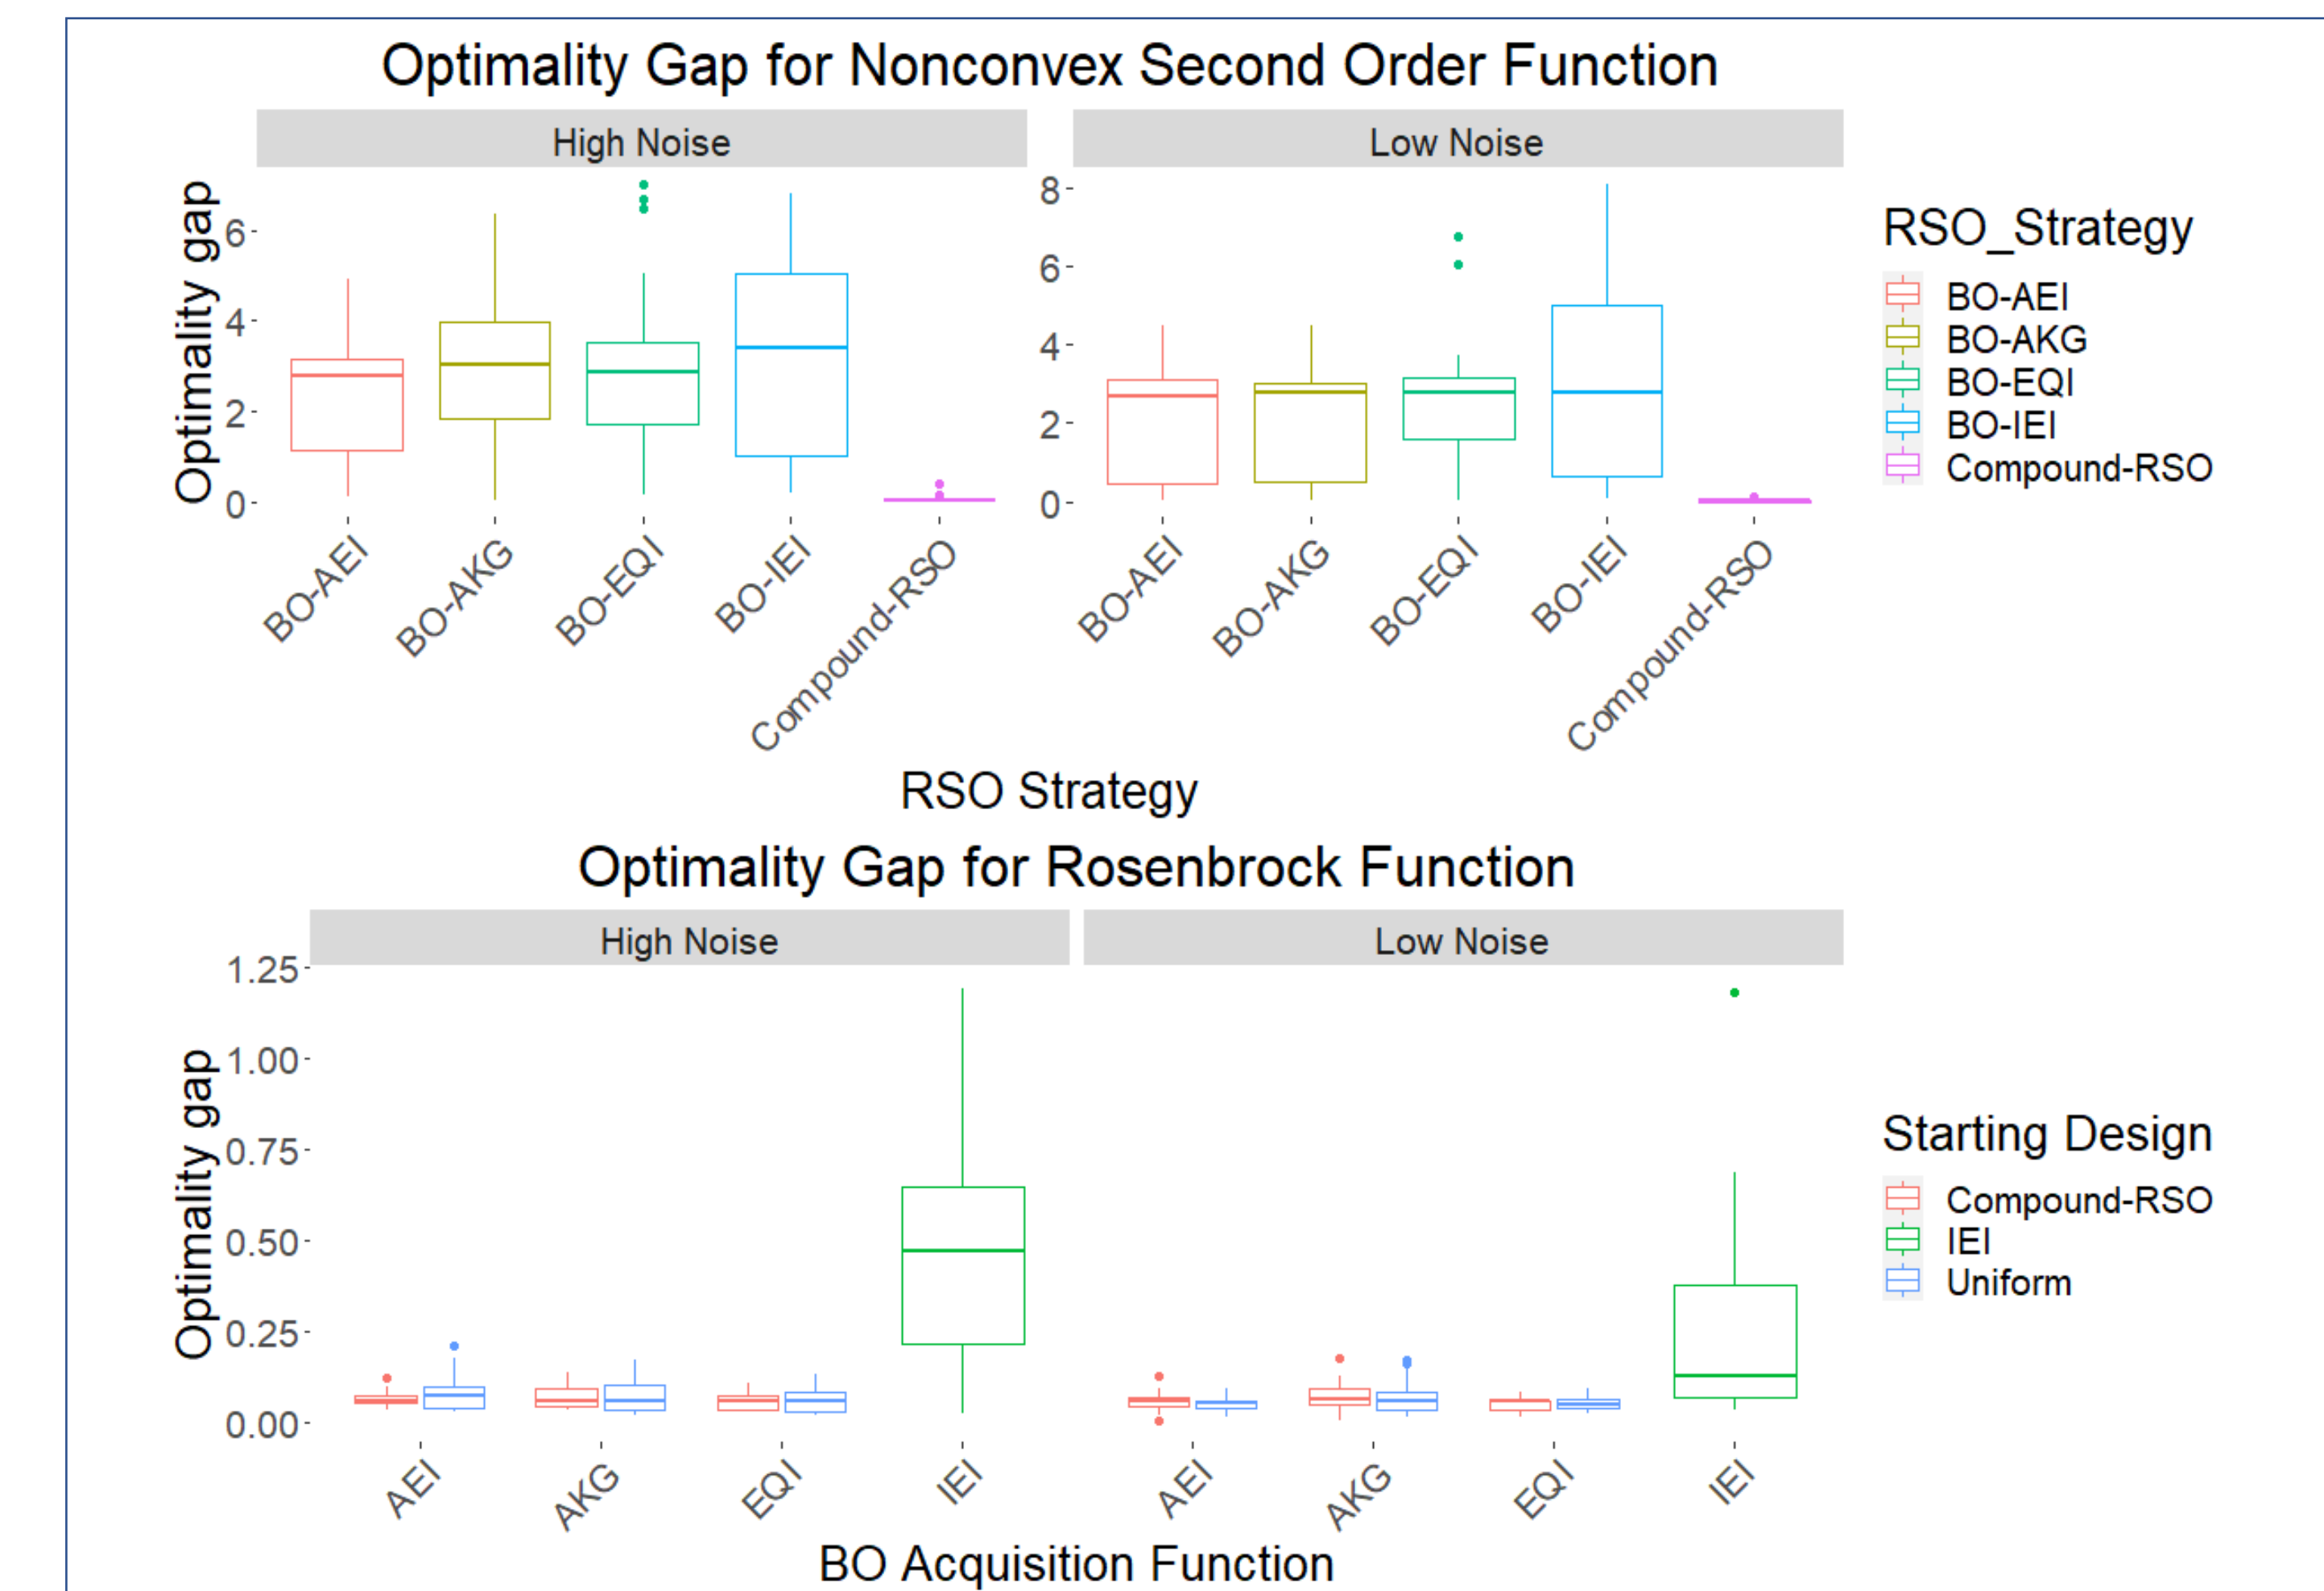 Optimality Gap for Nonconvex Second Order Function
High Noise
Low Noise
Optimality gap
6
4
2
0
8
6
4
2
0
BO-AEI
BO-AKG
BO-EQI
BO-IEI
Compound-RSO
BO-AEI
BO-AKG
BO-EQI
BO-IEI
Compound-RSO
RSO Strategy
RSO_Strategy
BO-AEI
BO-AKG
BO-EQI
BO-IEI
Compound-RSO
Optimality Gap for Rosenbrock Function
High Noise
Low Noise
Optimality gap
1.25
1.00
0.75
0.50
0.25
0.00
AEI
AKG
EQI
IEI
AEI
AKG
EQI
IEI
BO Acquisition Function
Starting Design
Compound-RSO
IEI
Uniform